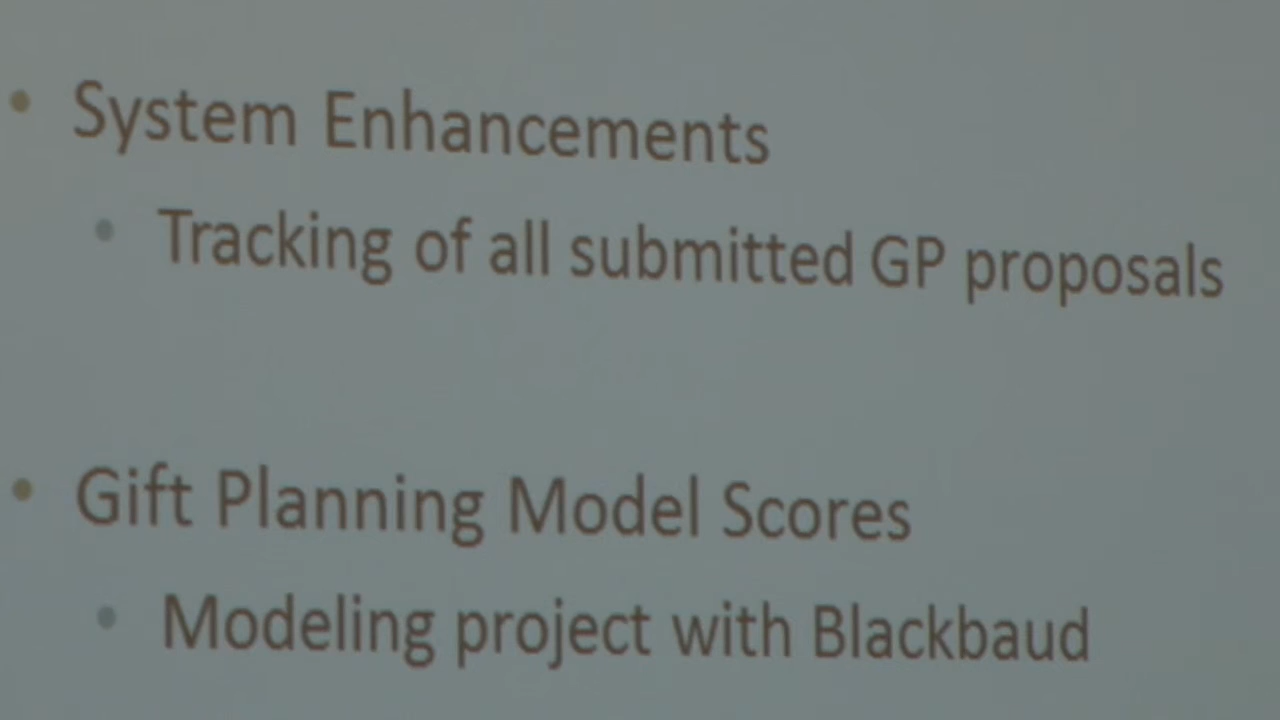 • System Enhancements
• Tracking of all submitted GP proposals
• Gift Planning Model Scores
• Modeling project with Blackbaud